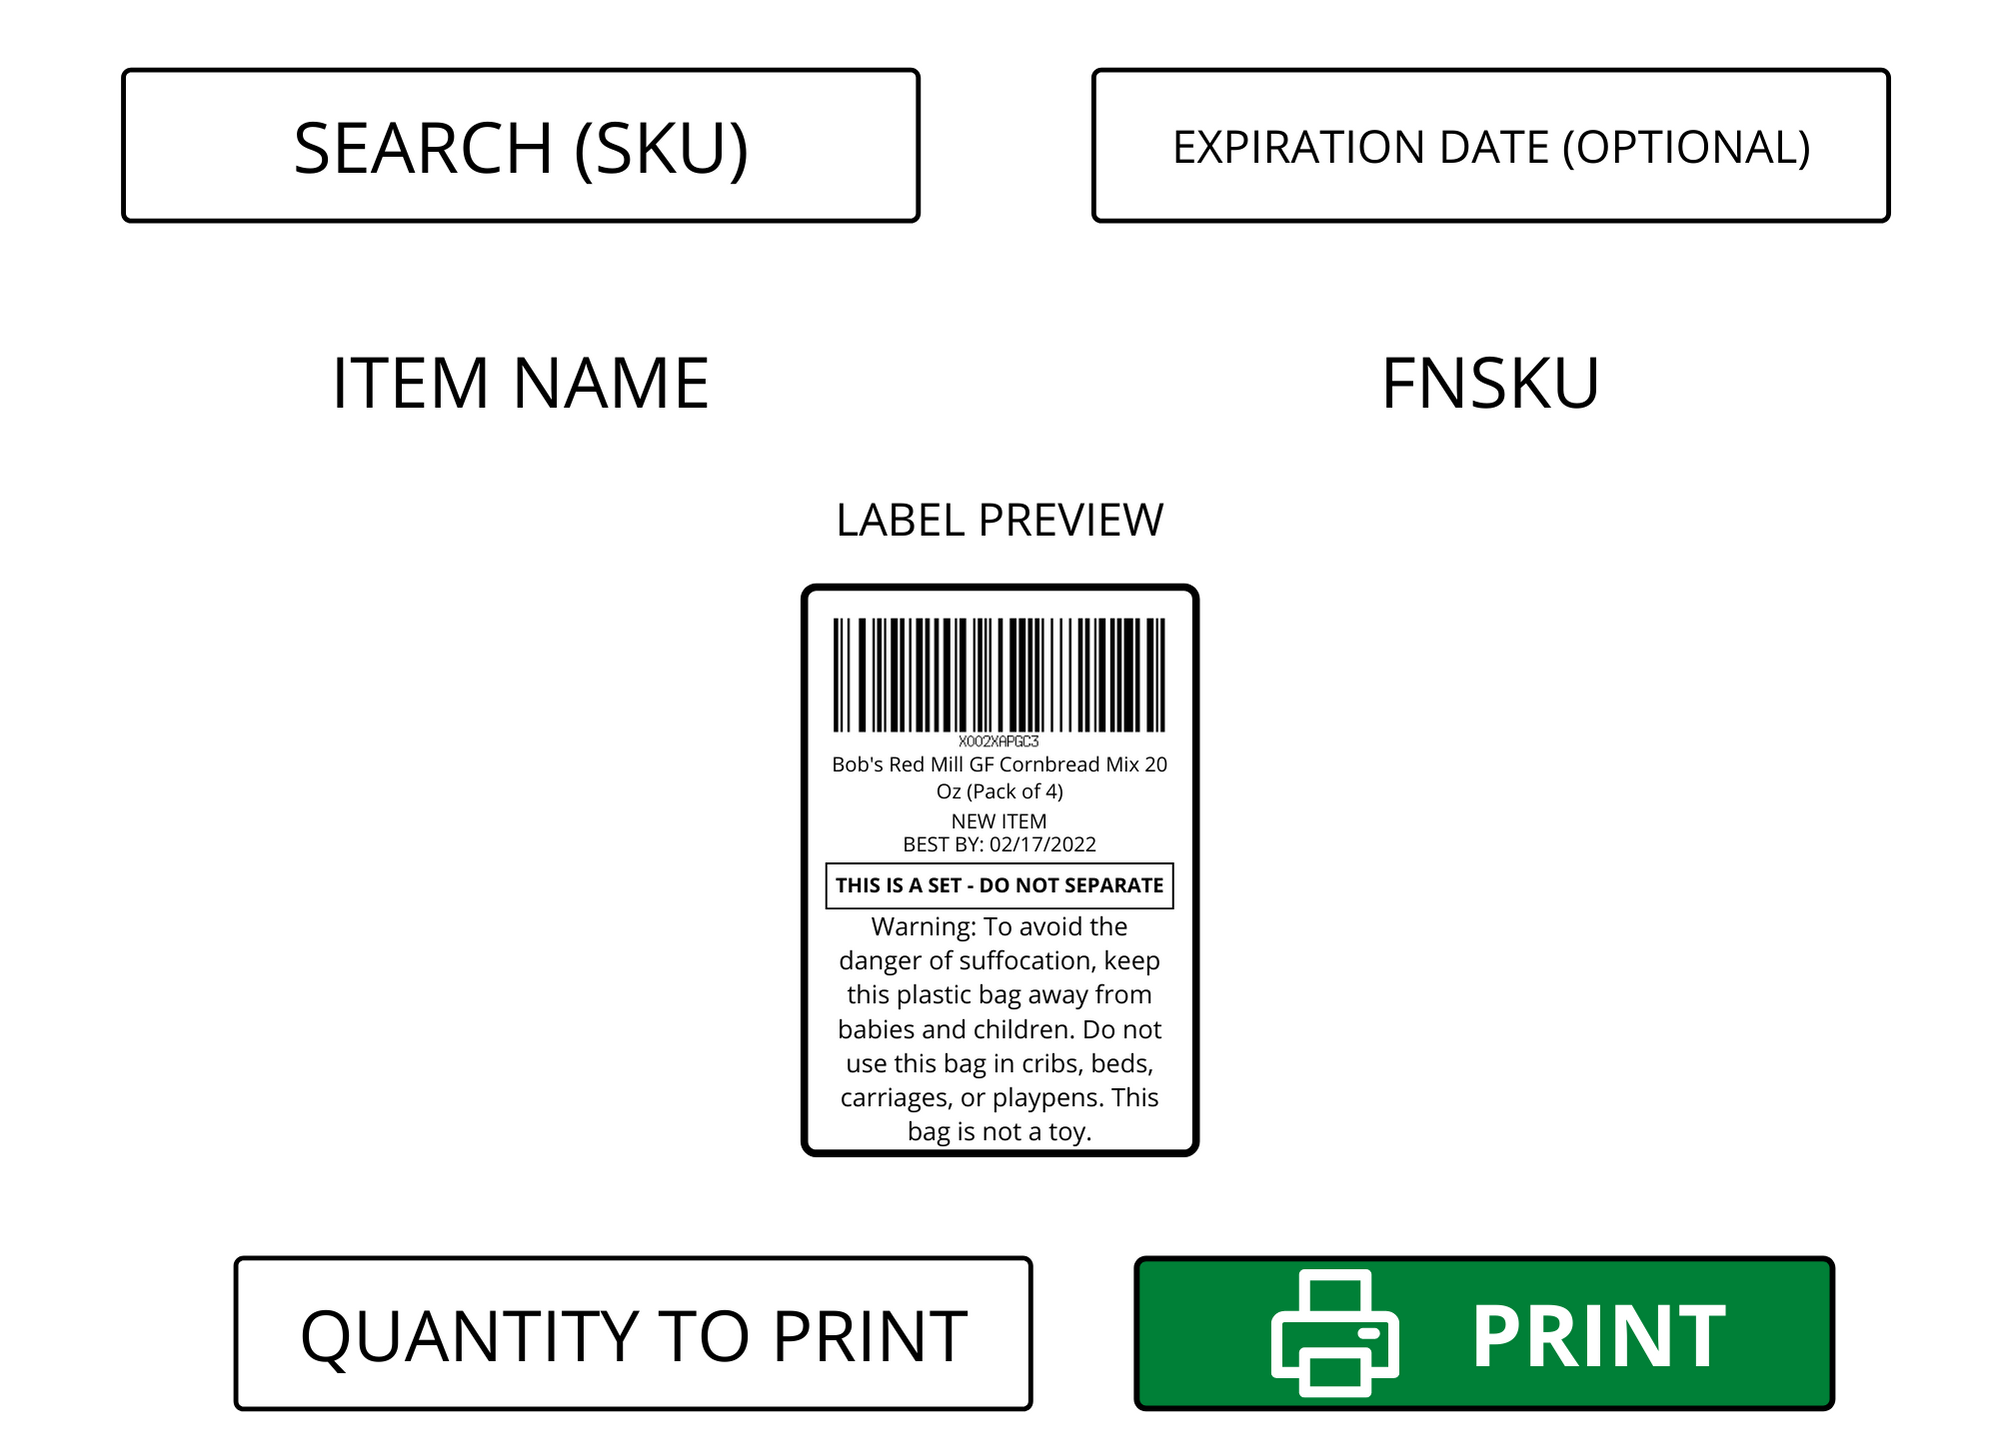 SEARCH (SKU)
EXPIRATION DATE (OPTIONAL)
ITEM NAME
FNSKU
LABEL PREVIEW
X002XAPGC3
Bob's Red Mill GF Cornbread Mix 20
Oz (Pack of 4)
NEW ITEM
BEST BY: 02/17/2022
THIS IS A SET - DO NOT SEPARATE
Warning: To avoid the
danger of suffocation, keep
this plastic bag away from
babies and children. Do not
use this bag in cribs, beds,
carriages, or playpens. This
bag is not a toy.
QUANTITY TO PRINT
PRINT